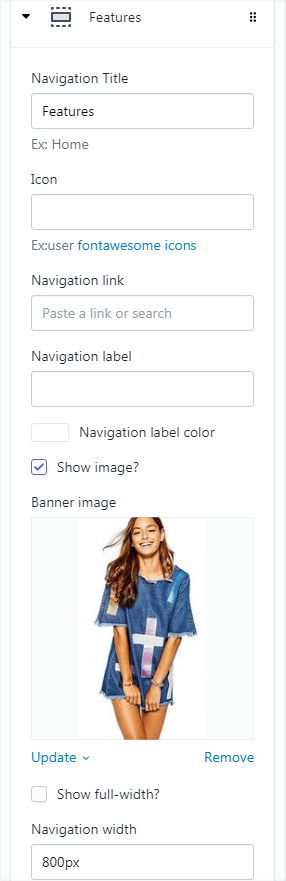 Features
Navigation Title
Features
Ex: Home
Icon
Ex:user fontawesome icons
Navigation link
Paste a link or search
Navigation label
Navigation label color
Show image?
Banner image
Update
Remove
Show full-width?
Navigation width
800px